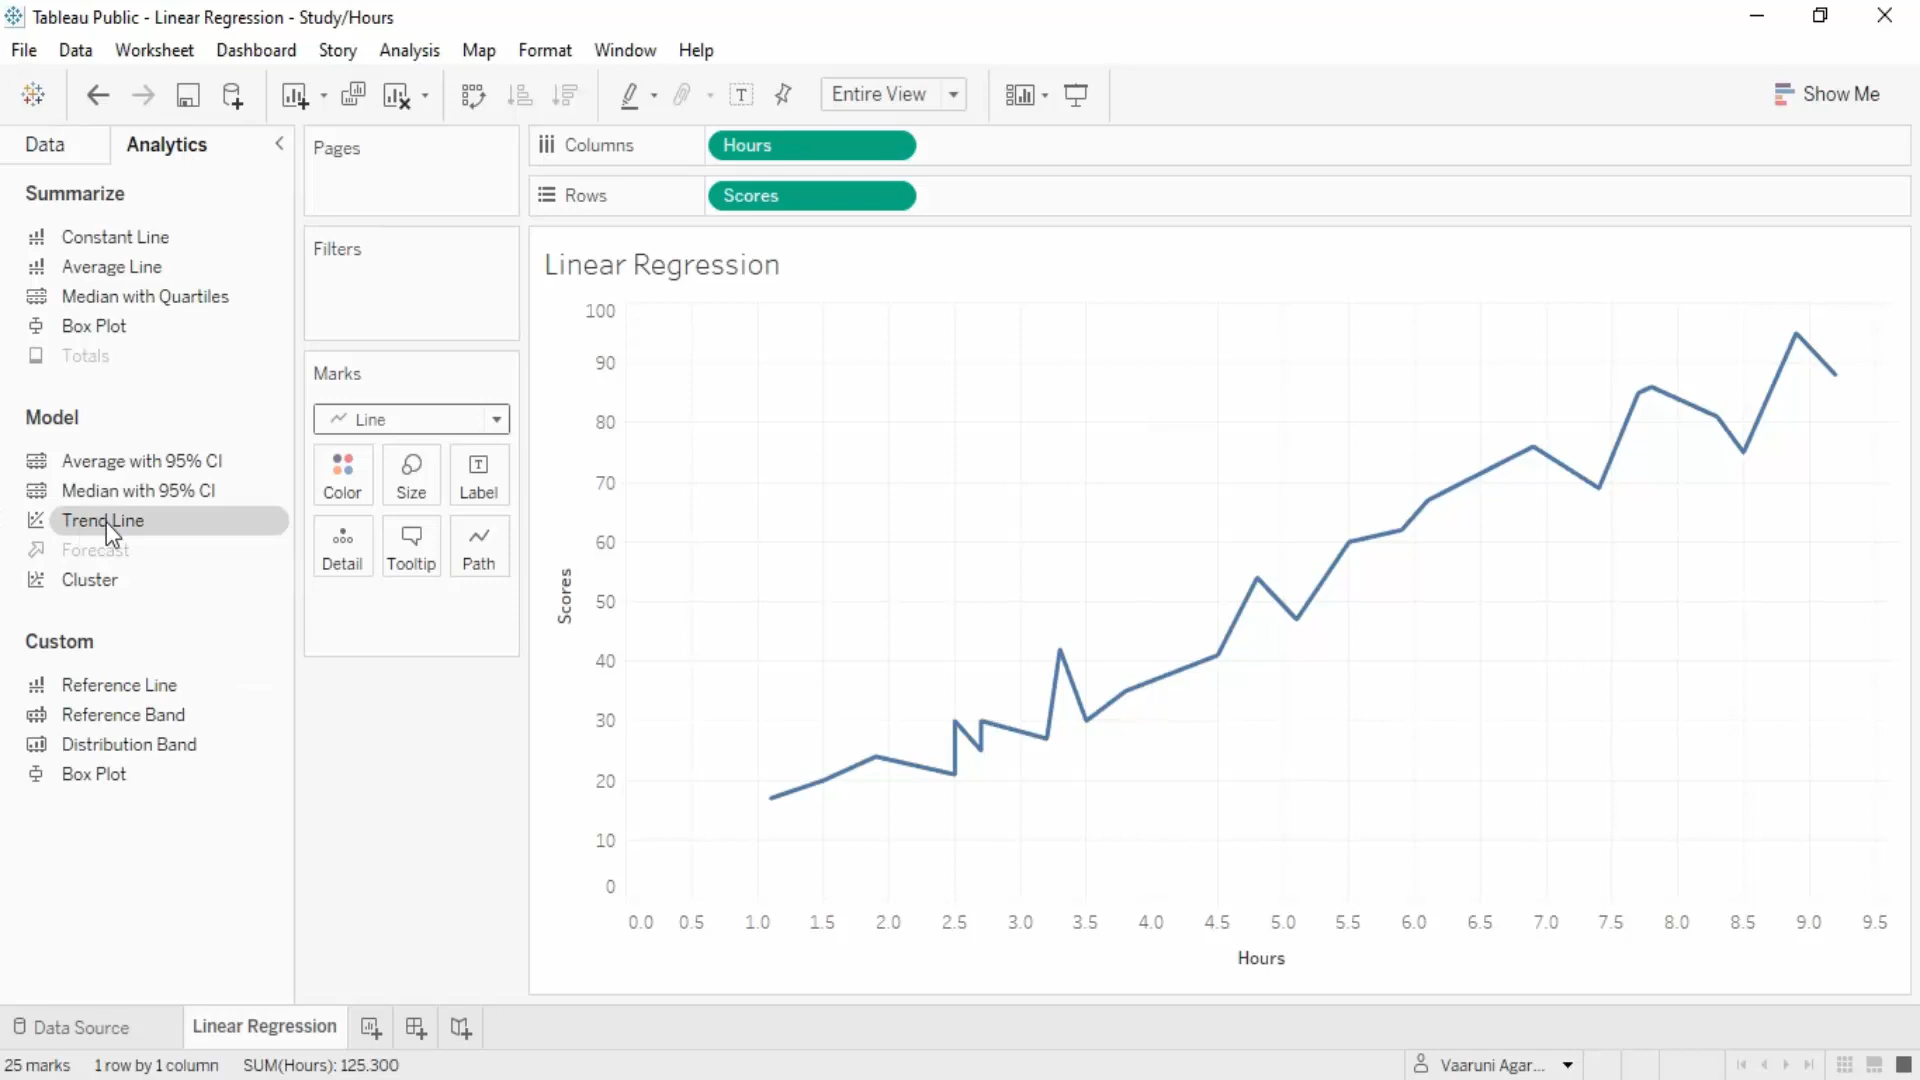 Tableau Public - Linear Regression - Study/Hours
File Data Worksheet Dashboard Story Analysis Map Format Window Help
Entire View
Show Me
Data Analytics
Summarize
Constant Line
Average Line
Median with Quartiles
Box Plot
Totals
Model
Average with 95% CI
Median with 95% CI
Trend Line
Forecast
Cluster
Custom
Reference Line
Reference Band
Distribution Band
Box Plot
Pages
Filters
Marks
Line
Color Size Label
Detail Tooltip Path
Columns Hours
Rows Scores
Linear Regression
100
90
80
70
60
50
40
30
20
10
0
Scores
0.0 0.5 1.0 1.5 2.0 2.5 3.0 3.5 4.0 4.5 5.0 5.5 6.0 6.5 7.0 7.5 8.0 8.5 9.0 9.5
Hours
Data Source Linear Regression
25 marks 1 row by 1 column SUM(Hours): 125.300
Vaaruni Agar...